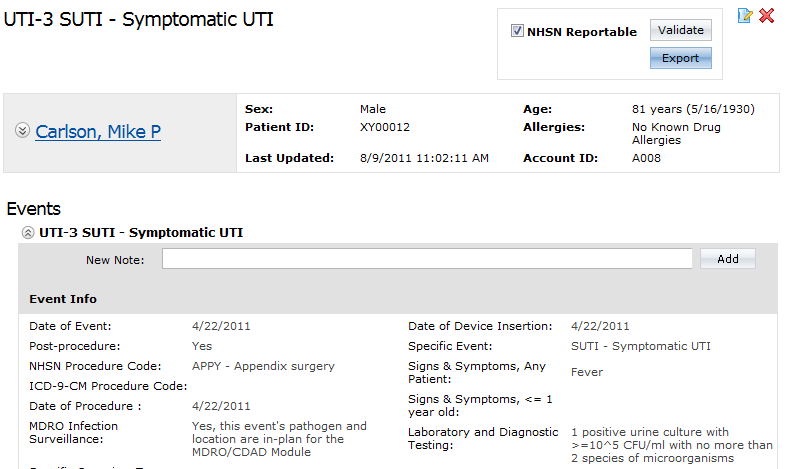 UTI-3 SUTI - Symptomatic UTI
NHSN Reportable
Validate
Export
Carlson, Mike P
Sex: Male Age: 81 years (5/16/1930)
Patient ID: XY00012 Allergies: No Known Drug
Allergies
Last Updated: 8/9/2011 11:02:11 AM Account ID: A008
Events
UTI-3 SUTI - Symptomatic UTI
New Note: Add
Event Info
Date of Event: 4/22/2011
Post-procedure: Yes
NHSN Procedure Code: APPY - Appendix surgery
ICD-9-CM Procedure Code:
Date of Procedure : 4/22/2011
MDRO Infection
Surveillance:
Yes, this event's pathogen and
location are in-plan for the
MDRO/CDAD Module
Date of Device Insertion: 4/22/2011
Specific Event: SUTI - Symptomatic UTI
Signs & Symptoms, Any
Patient:
Fever
Signs & Symptoms, <= 1
year old:
Laboratory and Diagnostic
Testing:
1 positive urine culture with
>=10^5 CFU/ml with no more than
2 species of microorganisms